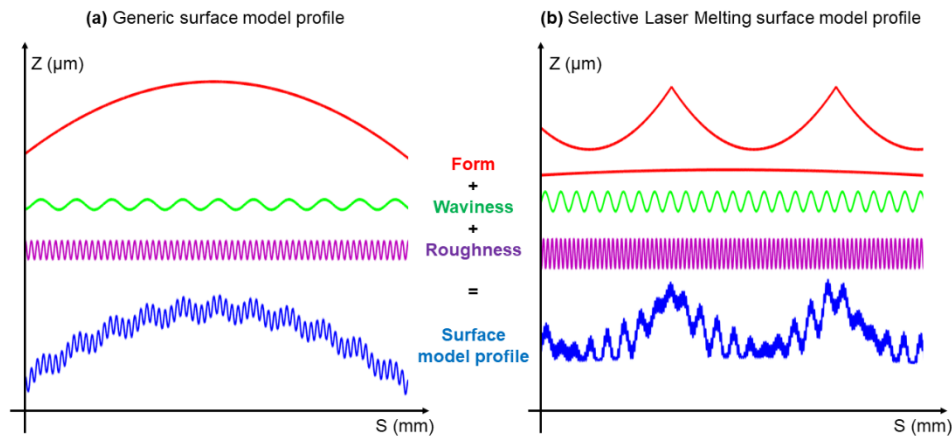 (a) Generic surface model profile
(b) Selective Laser Melting surface model profile
Z (µm)
Z (µm)
Form
+
Waviness
+
Roughness
=
Surface
model profile
S (mm)
S (mm)